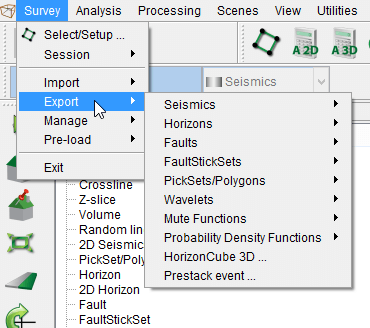 Survey Analysis Processing Scenes View Utilities
Select/Setup ...
Session
Import
Export
Manage
Pre-load
Exit
A2D A3D
Seismics
Seismics
Horizons
Faults
FaultStickSets
PickSets/Polygons
Wavelets
Mute Functions
Probability Density Functions
HorizonCube 3D ...
Prestack event ...
Crossline
Z-slice
Volume
Random lin
2D Seismic
PickSet/Poly
Horizon
2D Horizon
Fault
FaultStickSet